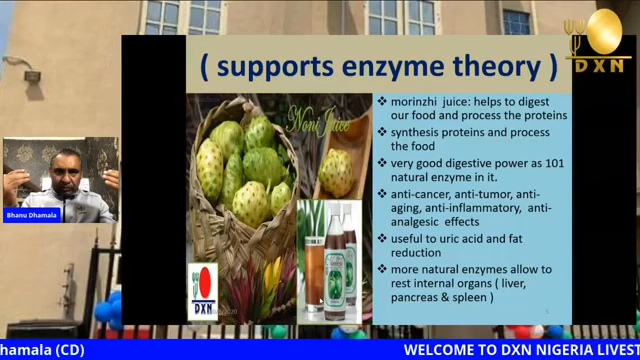 ( supports enzyme theory )
DXN
Noni Juice
❖ morinzhi juice: helps to digest
our food and process the proteins
❖ synthesis proteins and process
the food
❖ very good digestive power as 101
natural enzyme in it.
❖ anti-cancer, anti-tumor, anti-
aging, anti-inflammatory, anti-
analgesic effects
❖ useful to uric acid and fat
reduction
❖ more natural enzymes allow to
rest internal organs ( liver,
pancreas & spleen )
Bhanu Dhamala
DXN
2020
5
hamala (CD)
WELCOME TO DXN NIGERIA LIVEST